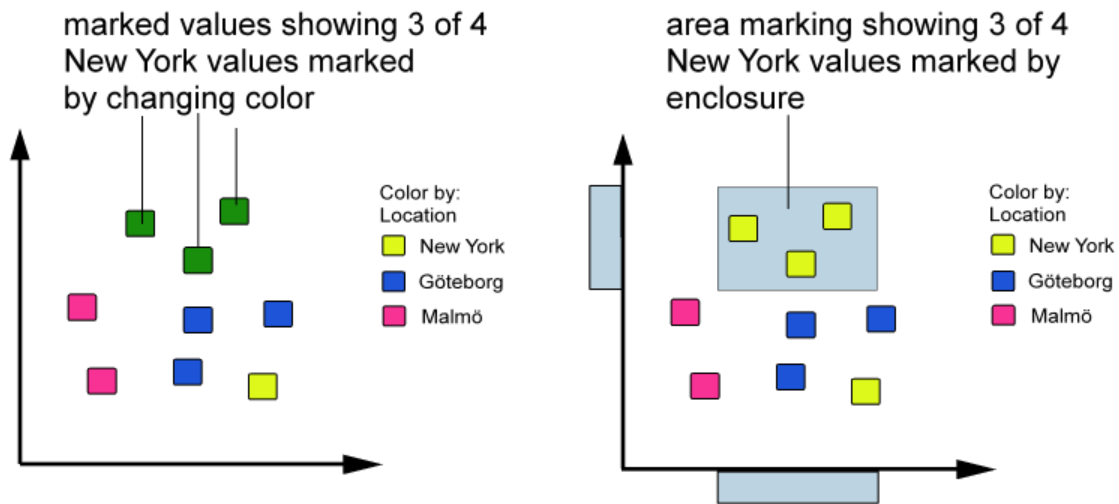 marked values showing 3 of 4
New York values marked
by changing color
Color by:
Location
New York
Göteborg
Malmö
area marking showing 3 of 4
New York values marked by
enclosure
Color by:
Location
New York
Göteborg
Malmö